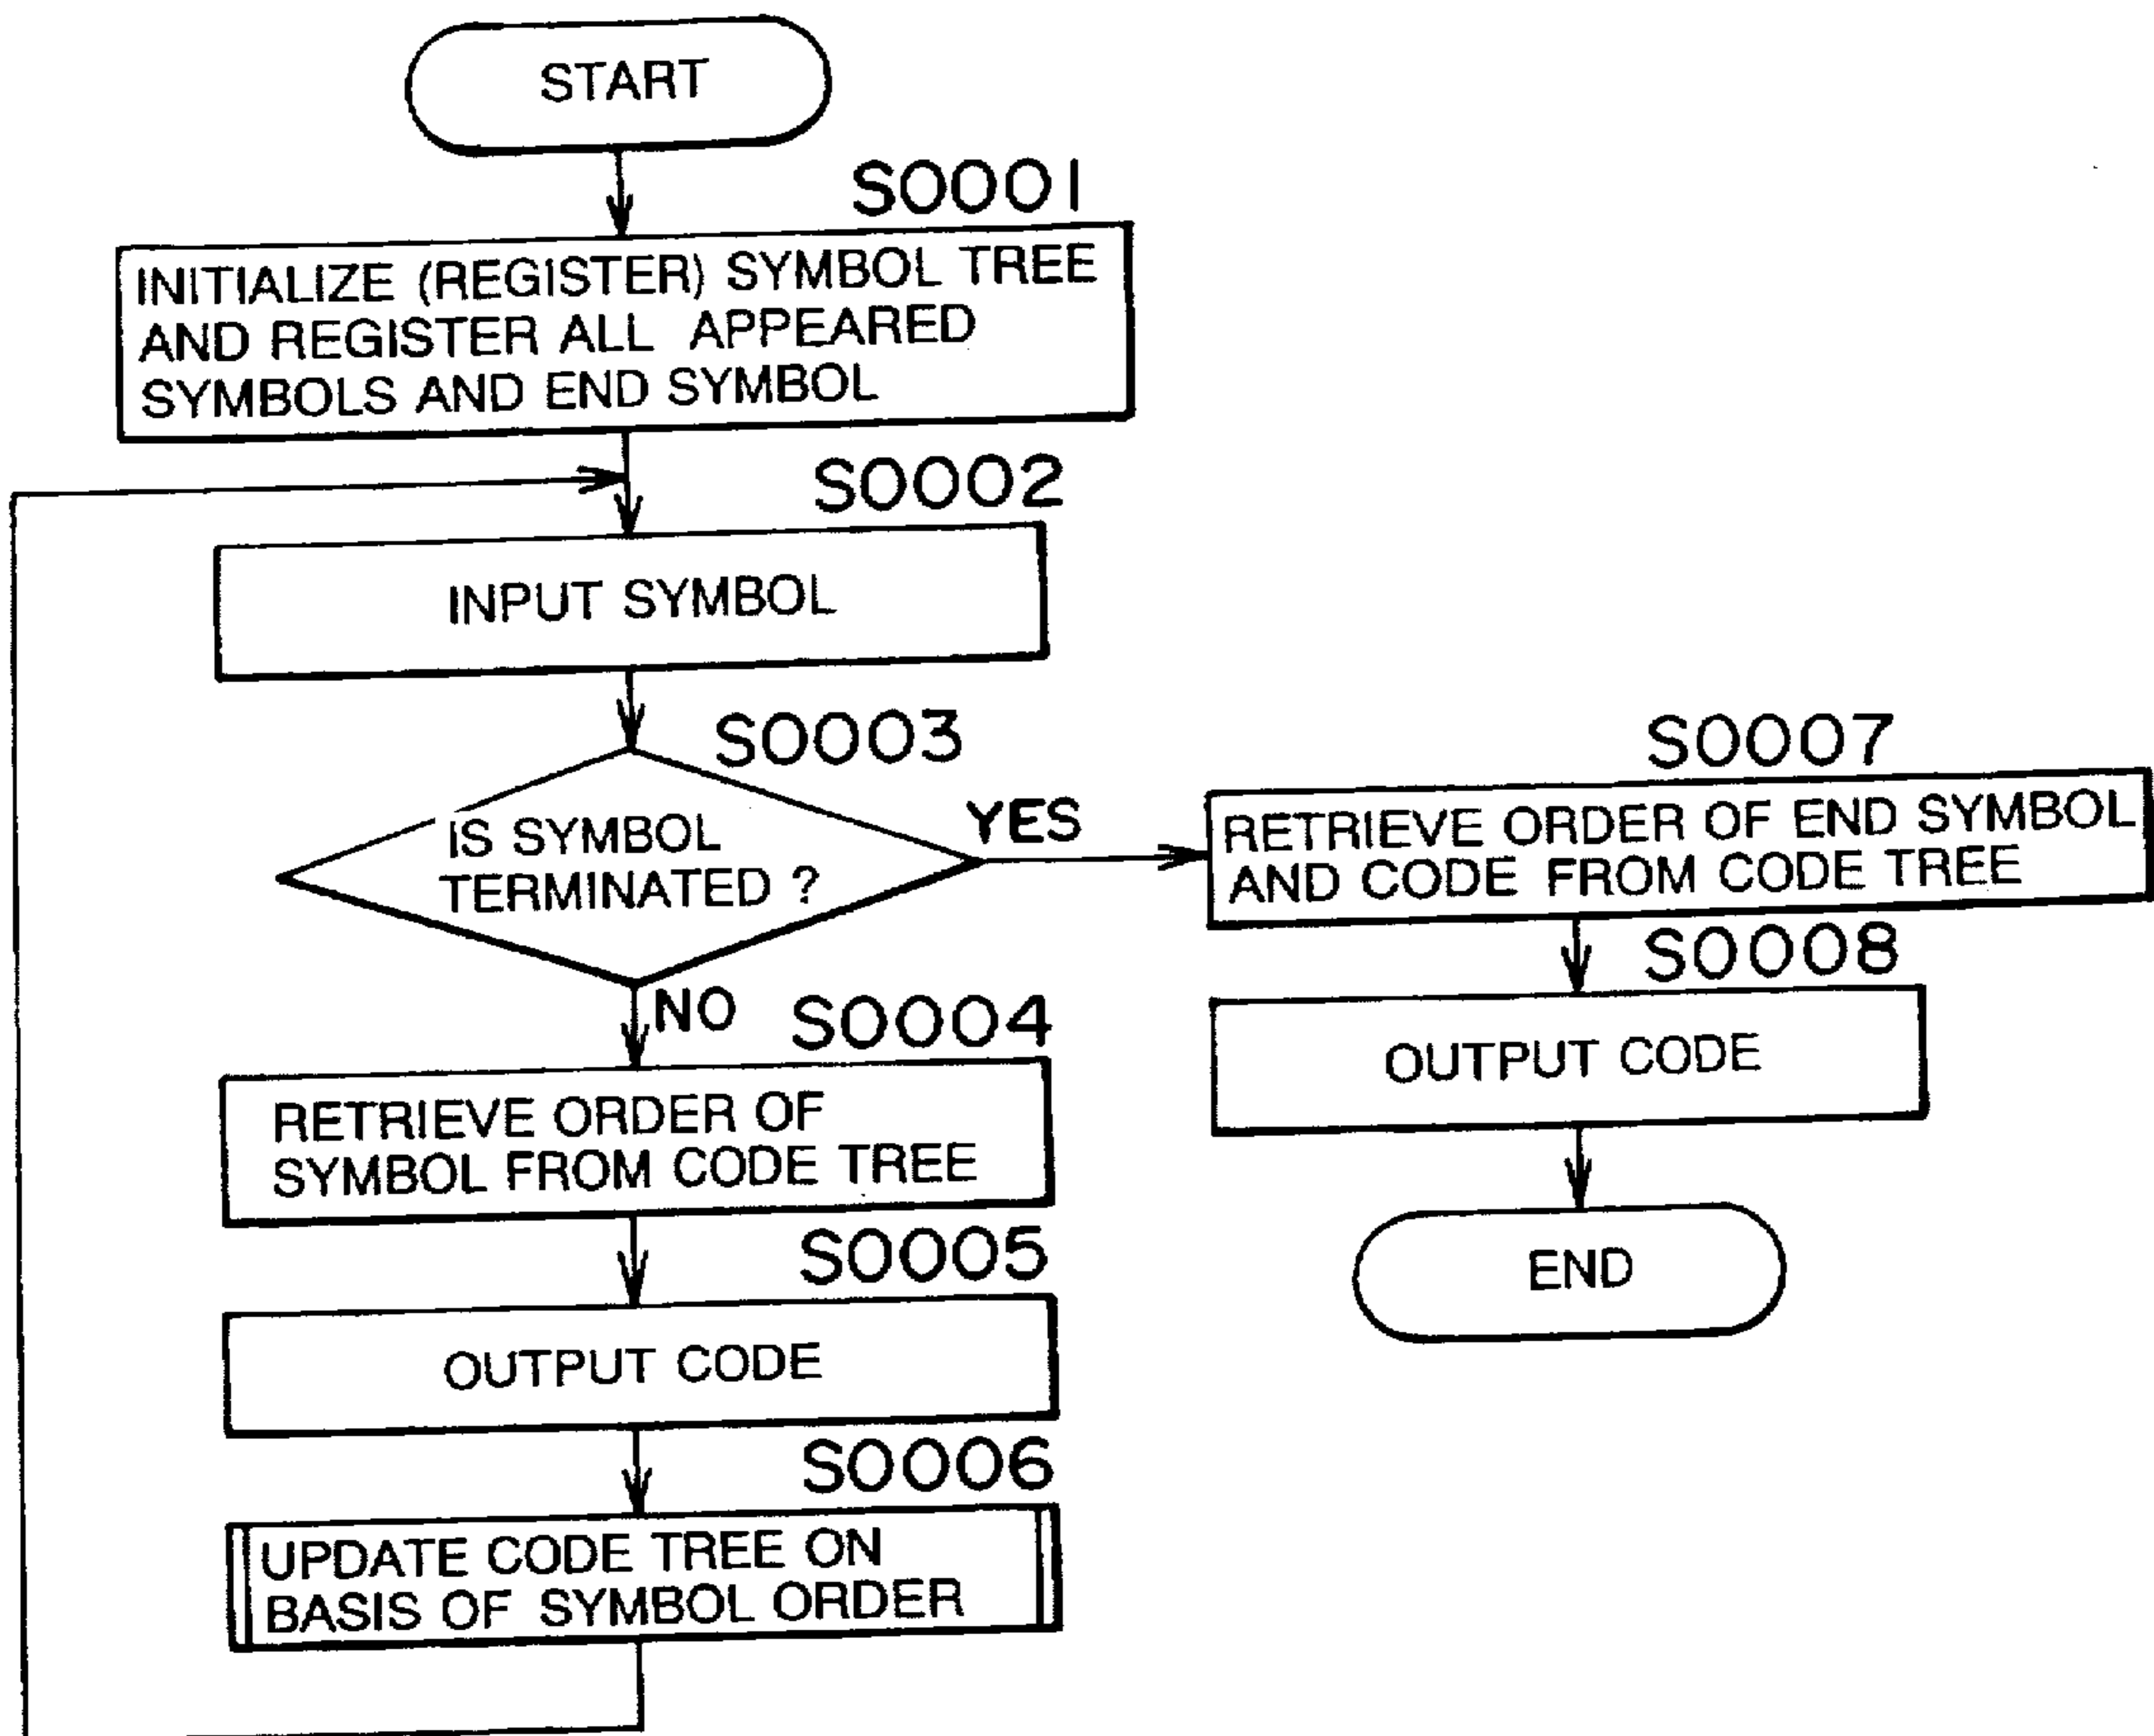 START
S0001
INITIALIZE (REGISTER) SYMBOL TREE
AND REGISTER ALL APPEARED
SYMBOLS AND END SYMBOL
S0002
INPUT SYMBOL
S0003
IS SYMBOL
TERMINATED ?
YES
NO
S0004
RETRIEVE ORDER OF
SYMBOL FROM CODE TREE
S0005
OUTPUT CODE
S0006
UPDATE CODE TREE ON
BASIS OF SYMBOL ORDER
S0007
RETRIEVE ORDER OF END SYMBOL
AND CODE FROM CODE TREE
S0008
OUTPUT CODE
END